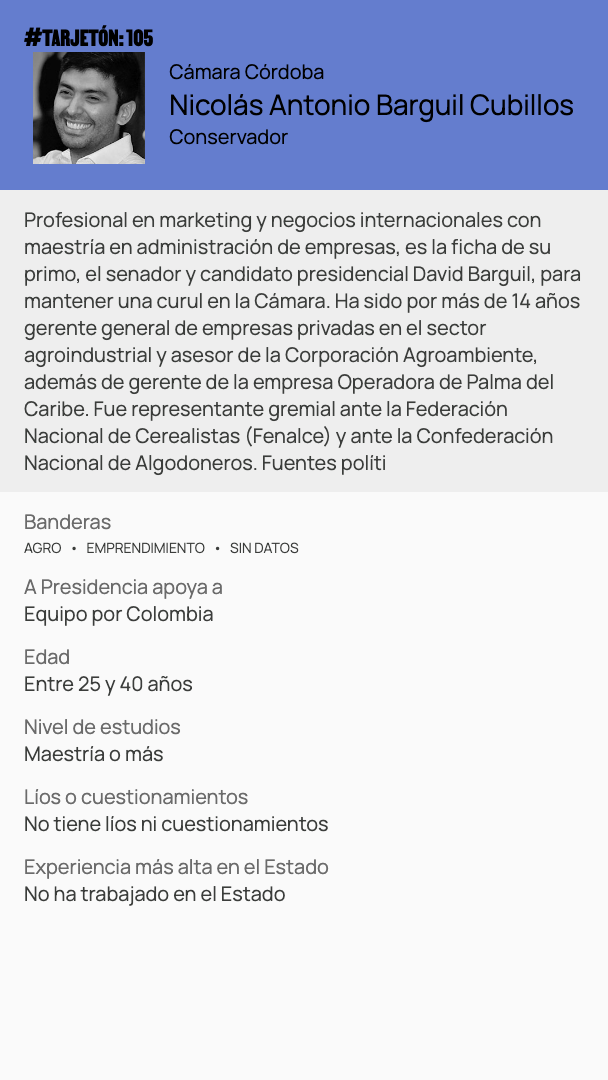 #TARJETÓN: 105
Cámara Córdoba
Nicolás Antonio Barguil Cubillos
Conservador
Profesional en marketing y negocios internacionales con
maestría en administración de empresas, es la ficha de su
primo, el senador y candidato presidencial David Barguil, para
mantener una curul en la Cámara. Ha sido por más de 14 años
gerente general de empresas privadas en el sector
agroindustrial y asesor de la Corporación Agroambiente,
además de gerente de la empresa Operadora de Palma del
Caribe. Fue representante gremial ante la Federación
Nacional de Cerealistas (Fenalce) y ante la Confederación
Nacional de Algodoneros. Fuentes políti
Banderas
AGRO • EMPRENDIMIENTO • SIN DATOS
A Presidencia apoya a
Equipo por Colombia
Edad
Entre 25 y 40 años
Nivel de estudios
Maestría o más
Líos o cuestionamientos
No tiene líos ni cuestionamientos
Experiencia más alta en el Estado
No ha trabajado en el Estado